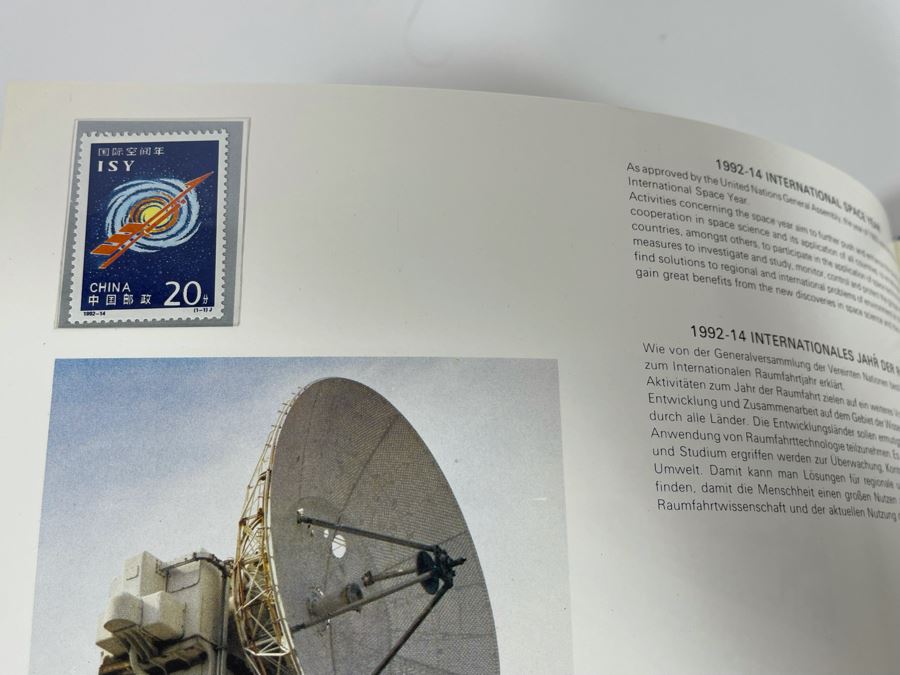 国际空间年
ISY
CHINA
中国邮政
20分
1992-14
(1-1) J
1992-14 INTERNATIONAL SPACE YEAR
As approved by the United Nations General Assembly, the year of 1992
International Space Year.
Activities concerning the space year aim to further push
cooperation in space science and its application of all countries,
countries, amongst others, to participate in the application of space
measures to investigate and study, monitor, control and protect the
find solutions to regional and international problems of
gain great benefits from the new discoveries in space science and
1992-14 INTERNATIONALES JAHR DER
Wie von der Generalversammlung der Vereinten Nationen
zum Internationalen Raumfahrtjahr erklärt.
Aktivitäten zum Jahr der Raumfahrt zielen auf ein weiteres
Entwicklung und Zusammenarbeit auf dem Gebiet der
durch alle Länder. Die Entwicklungsländer sollen
Anwendung von Raumfahrttechnologie teilzunehmen. Es
und Studium ergriffen werden zur Überwachung,
Umwelt. Damit kann man Lösungen für regionale
finden, damit die Menschheit einen großen Nutzen
Raumfahrtwissenschaft und der aktuellen Nutzung